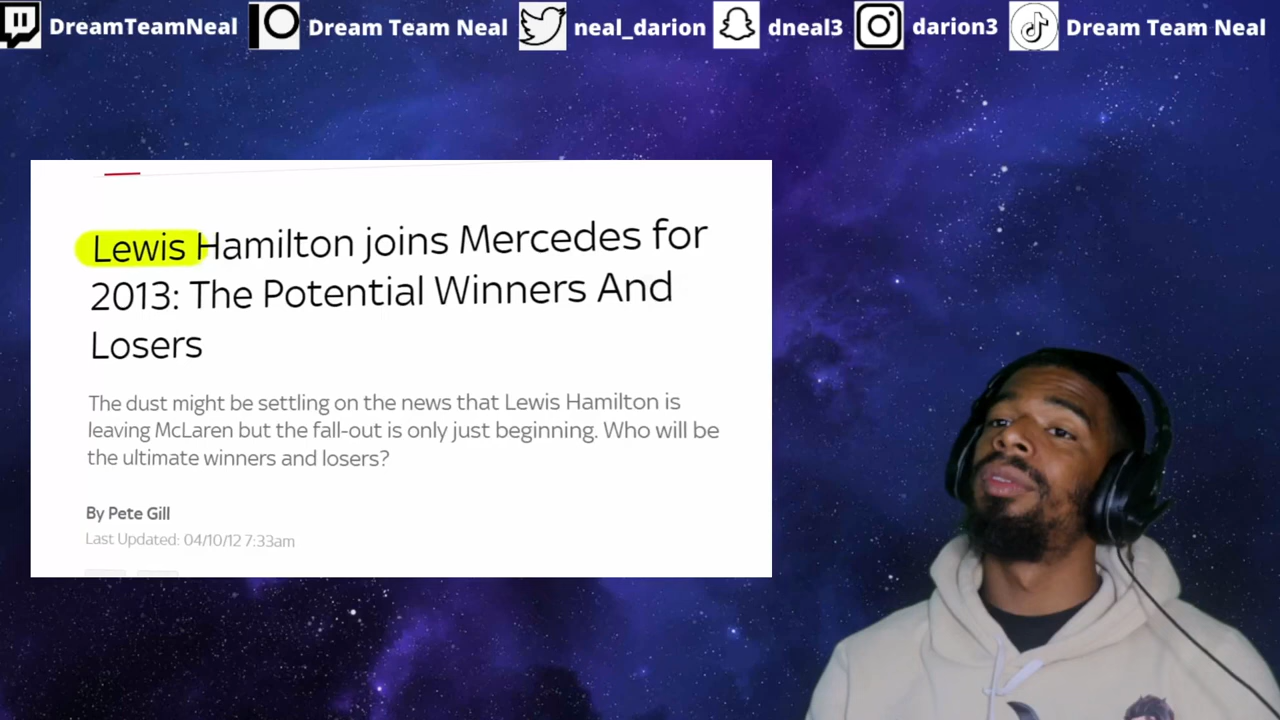 DreamTeamNeal Dream Team Neal neal_darion dneal3 darion3 Dream Team Neal
Lewis Hamilton joins Mercedes for
2013: The Potential Winners And
Losers
The dust might be settling on the news that Lewis Hamilton is
leaving McLaren but the fall-out is only just beginning. Who will be
the ultimate winners and losers?
By Pete Gill
Last Updated: 04/10/12 7:33am